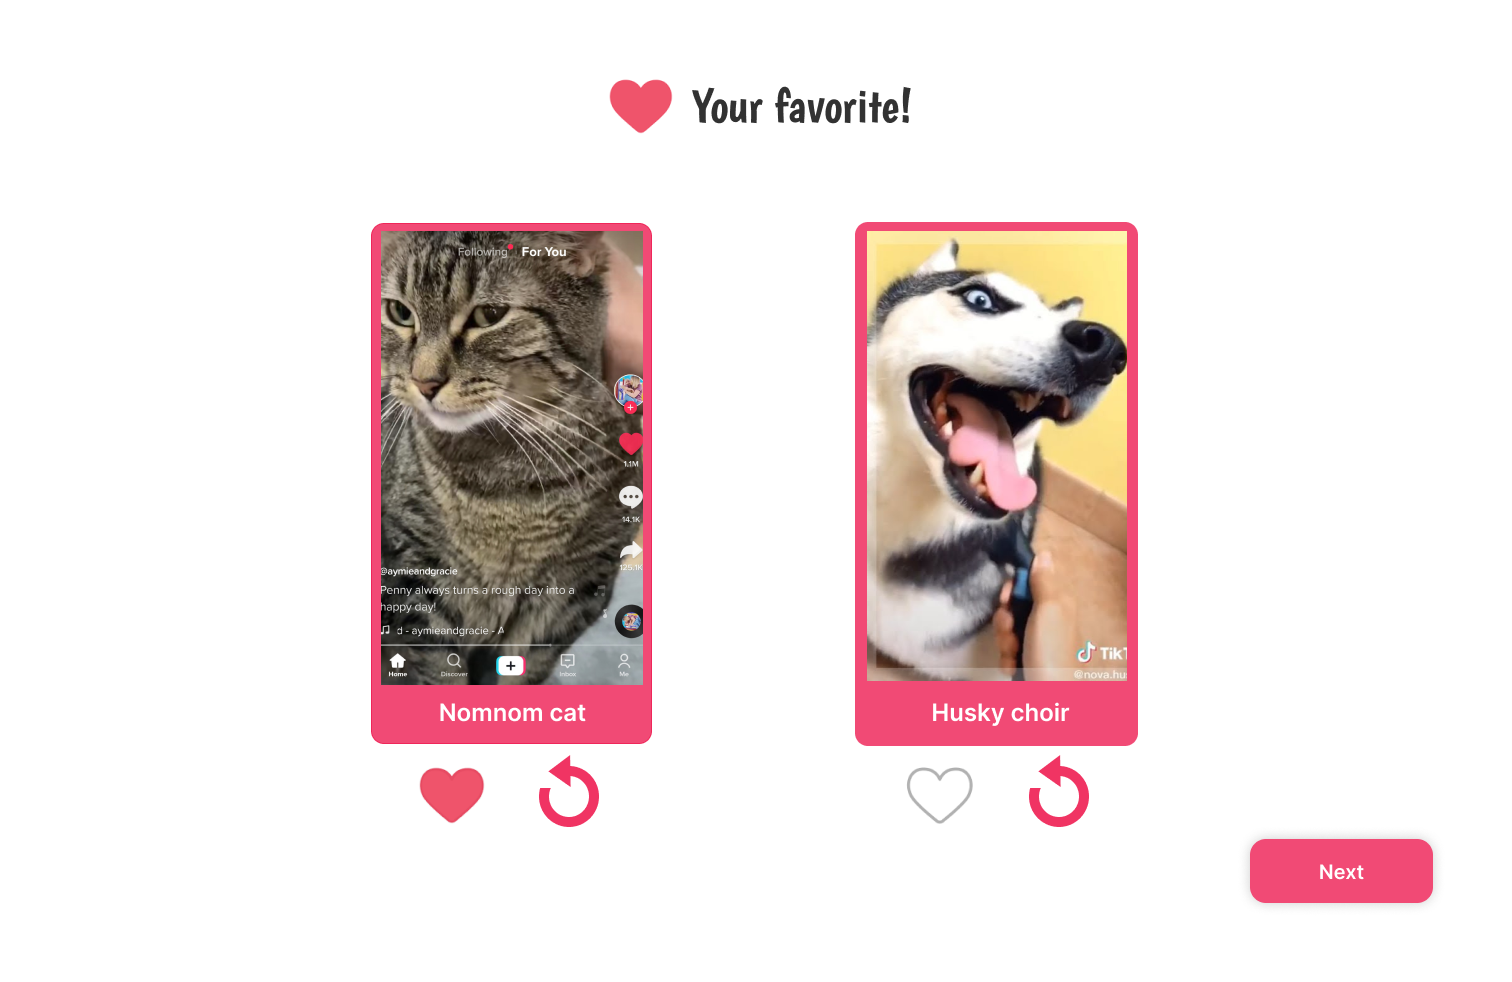 Your favorite!
Following For You
1.1M
14.1K
125.1K
@aymieandgracie
Penny always turns a rough day into a
happy day!
d - aymieandgracie - A
Home Discover Inbox Me
Nomnom cat
TikT
@nova.hu
Husky choir
Next